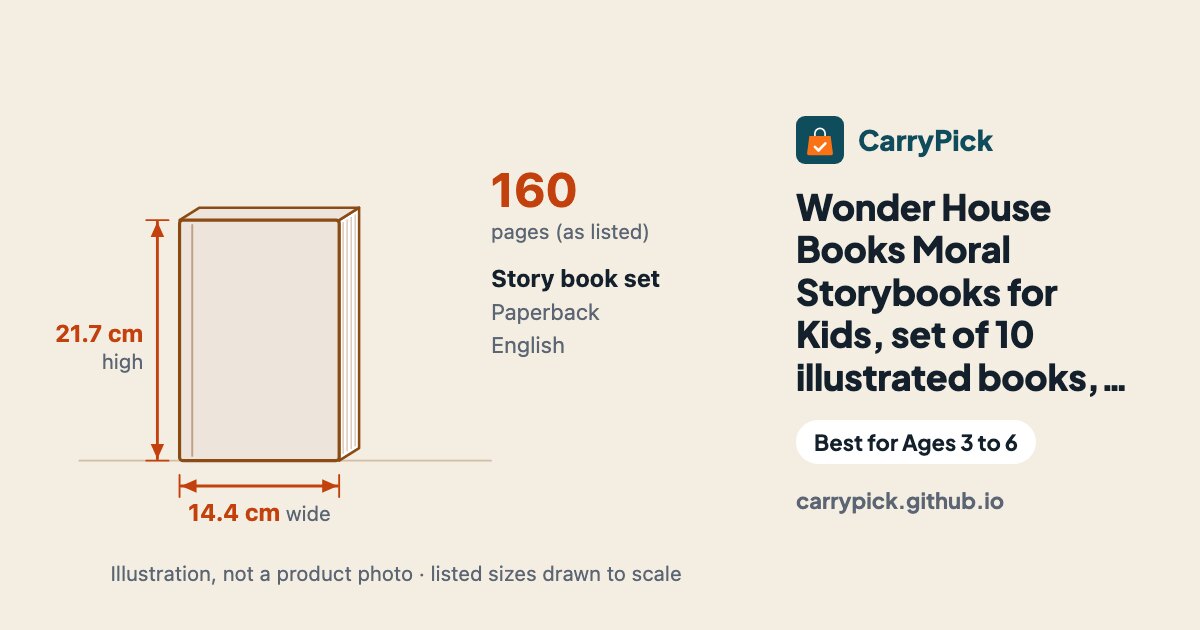 160
pages (as listed)
Story book set
Paperback
English
21.7 cm
high
14.4 cm wide
Illustration, not a product photo · listed sizes drawn to scale
CarryPick
Wonder House
Books Moral
Storybooks for
Kids, set of 10
illustrated books, ...
Best for Ages 3 to 6
carrypick.github.io